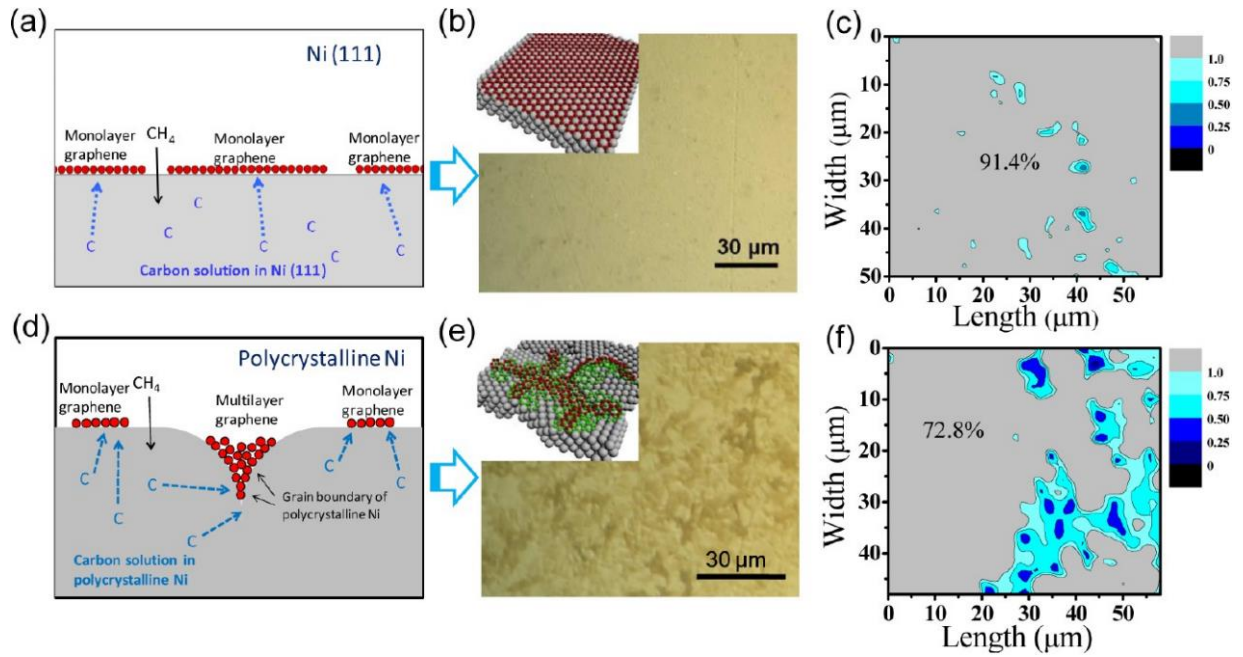 (a)
Ni (111)
Monolayer
graphene
CH4
Monolayer
graphene
Monolayer
graphene
C
C
C
C
C
C
C
Carbon solution in Ni (111)
(b)
30 μm
(c)
0
10
20
30
40
50
Width (μm)
91.4%
0
10
20
30
40
50
Length (μm)
1.0
0.75
0.50
0.25
0
(d)
Polycrystalline Ni
Monolayer
graphene
CH4
Multilayer
graphene
Monolayer
graphene
C
C
C
C
C
C
Grain boundary of
polycrystalline Ni
Carbon solution in
polycrystalline Ni
(e)
30 μm
(f)
0
10
20
30
40
Width (μm)
72.8%
0
10
20
30
40
50
Length (μm)
1.0
0.75
0.50
0.25
0